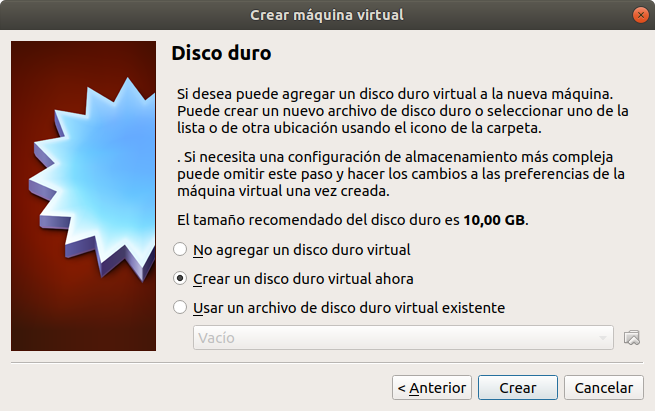 Crear máquina virtual
Disco duro
Si desea puede agregar un disco duro virtual a la nueva máquina.
Puede crear un nuevo archivo de disco duro o seleccionar uno de la
lista o de otra ubicación usando el icono de la carpeta.
. Si necesita una configuración de almacenamiento más compleja
puede omitir este paso y hacer los cambios a las preferencias de la
máquina virtual una vez creada.
El tamaño recomendado del disco duro es 10,00 GB.
No agregar un disco duro virtual
Crear un disco duro virtual ahora
Usar un archivo de disco duro virtual existente
Vacío
< Anterior
Crear
Cancelar